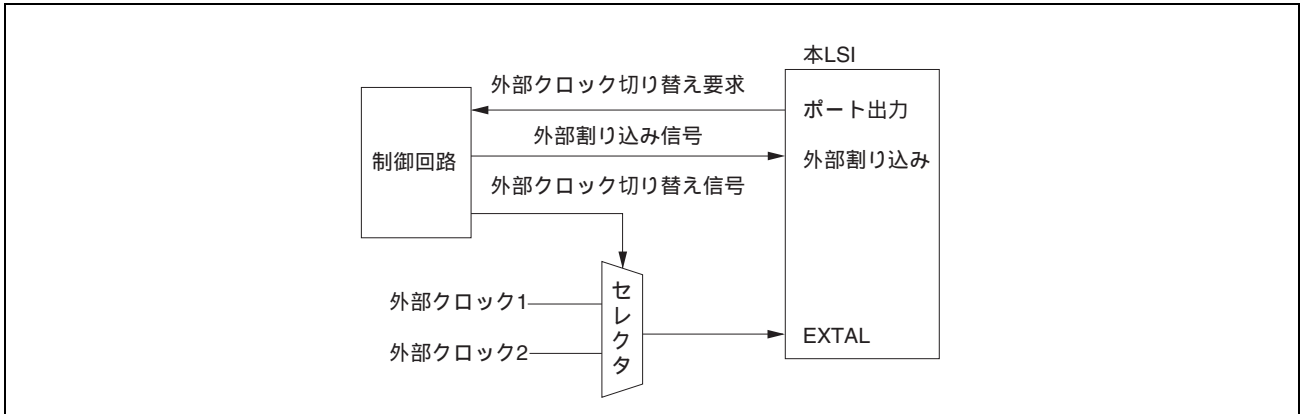 本LSI
外部クロック切り替え要求
ポート出力
外部割り込み信号
外部割り込み
制御回路
外部クロック切り替え信号
外部クロック1
セレクタ
外部クロック2
EXTAL